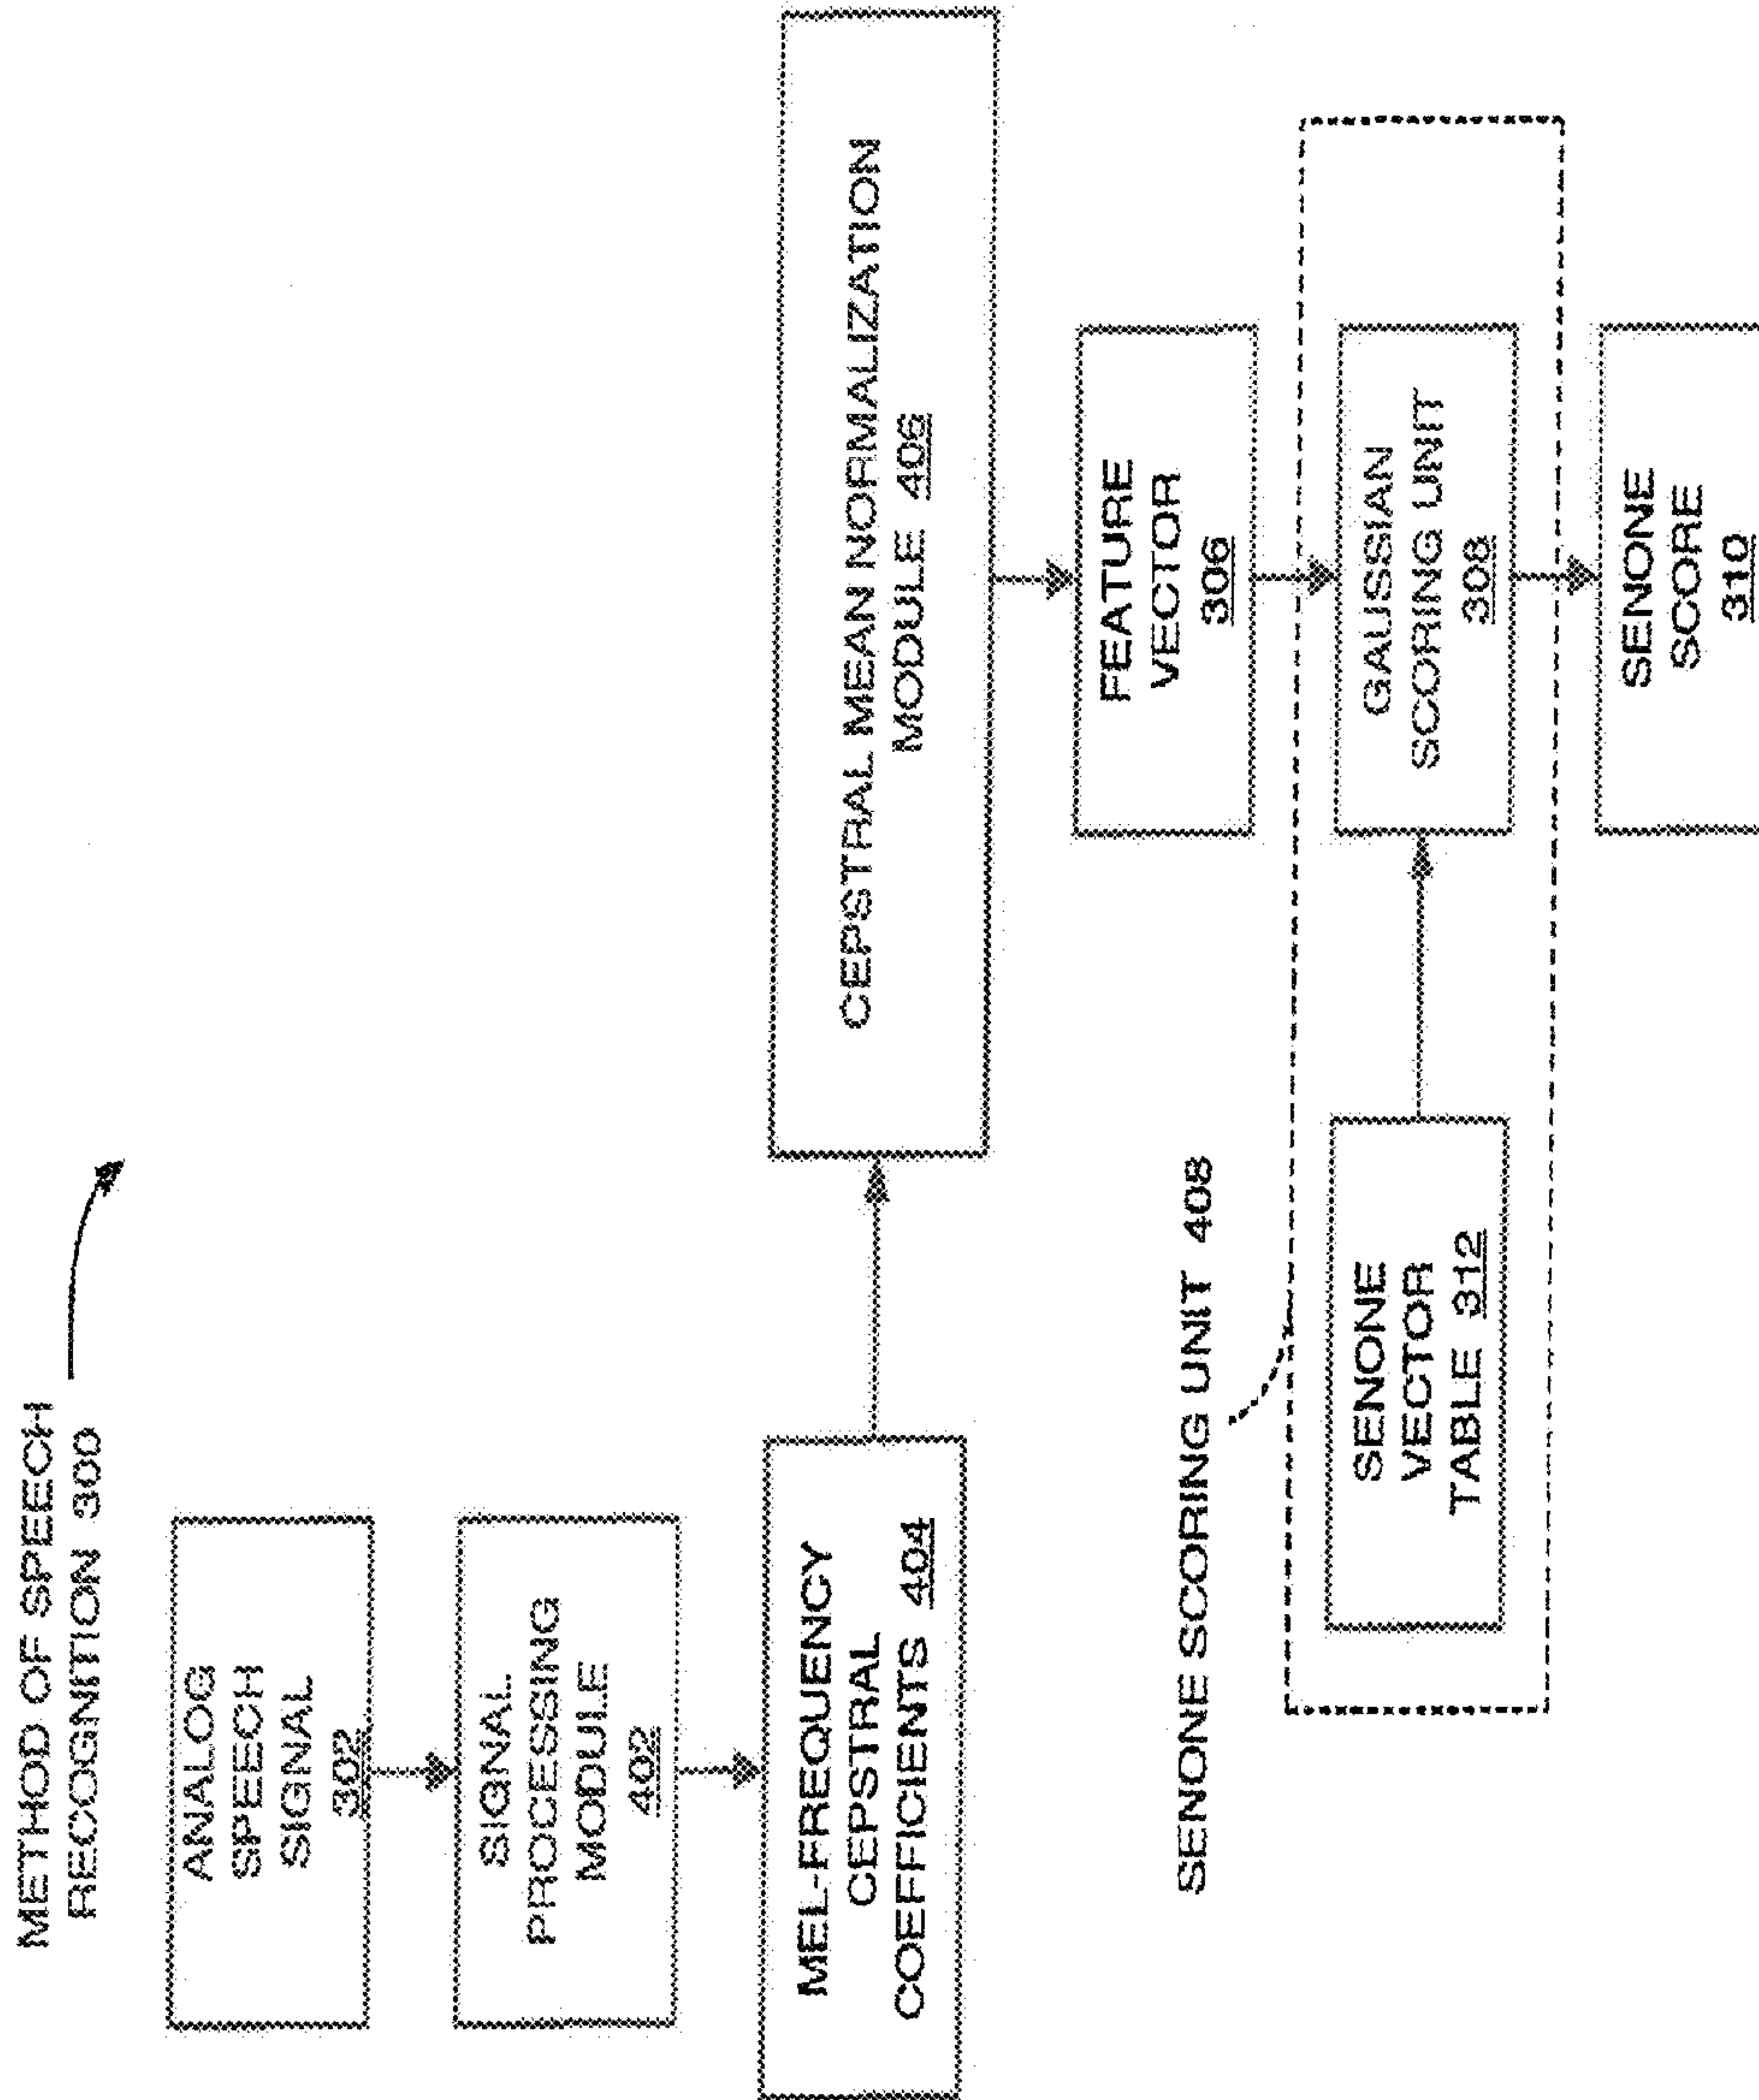 METHOD OF SPEECH
RECOGNITION 300
ANALOG
SPEECH
SIGNAL
302
SIGNAL
PROCESSING
MODULE
402
MEL-FREQUENCY
CEPSTRAL
COEFFICIENTS 404
CEPSTRAL MEAN NORMALIZATION
MODULE 406
FEATURE
VECTOR
306
SENONE SCORING UNIT 408
SENONE
VECTOR
TABLE 312
GAUSSIAN
SCORING UNIT
308
SENONE
SCORE
310